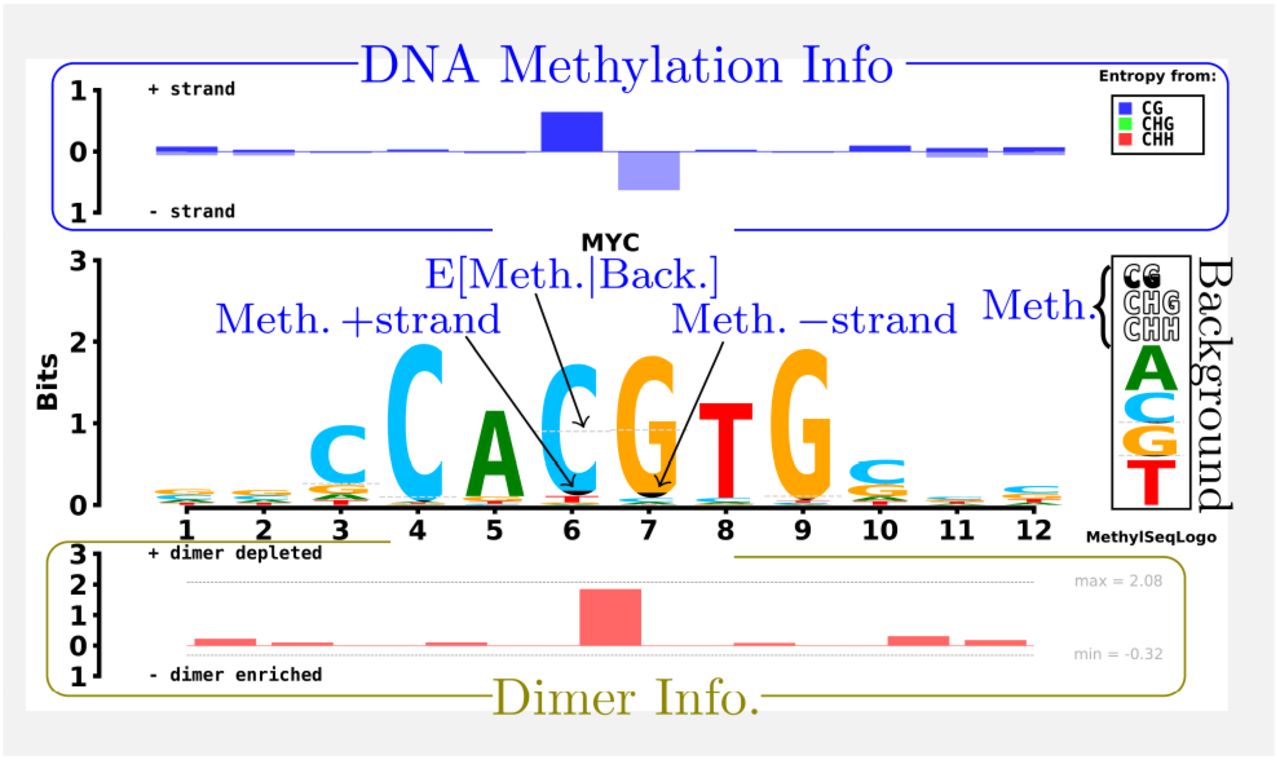 DNA Methylation Info
Entropy from:
1
+ strand
CG
CHG
CHH
0
1
- strand
MYC
3
E[Meth.|Back.]
Meth. +strand
Meth. −strand
Meth.
CG
CHG
CHH
A
C
G
T
Background
2
1
0
Bits
C
C
A
C
G
T
G
C
1 2 3 4 5 6 7 8 9 10 11 12
MethylSeqLogo
3
+ dimer depleted
2
max = 2.08
1
0
min = -0.32
1
- dimer enriched
Dimer Info.